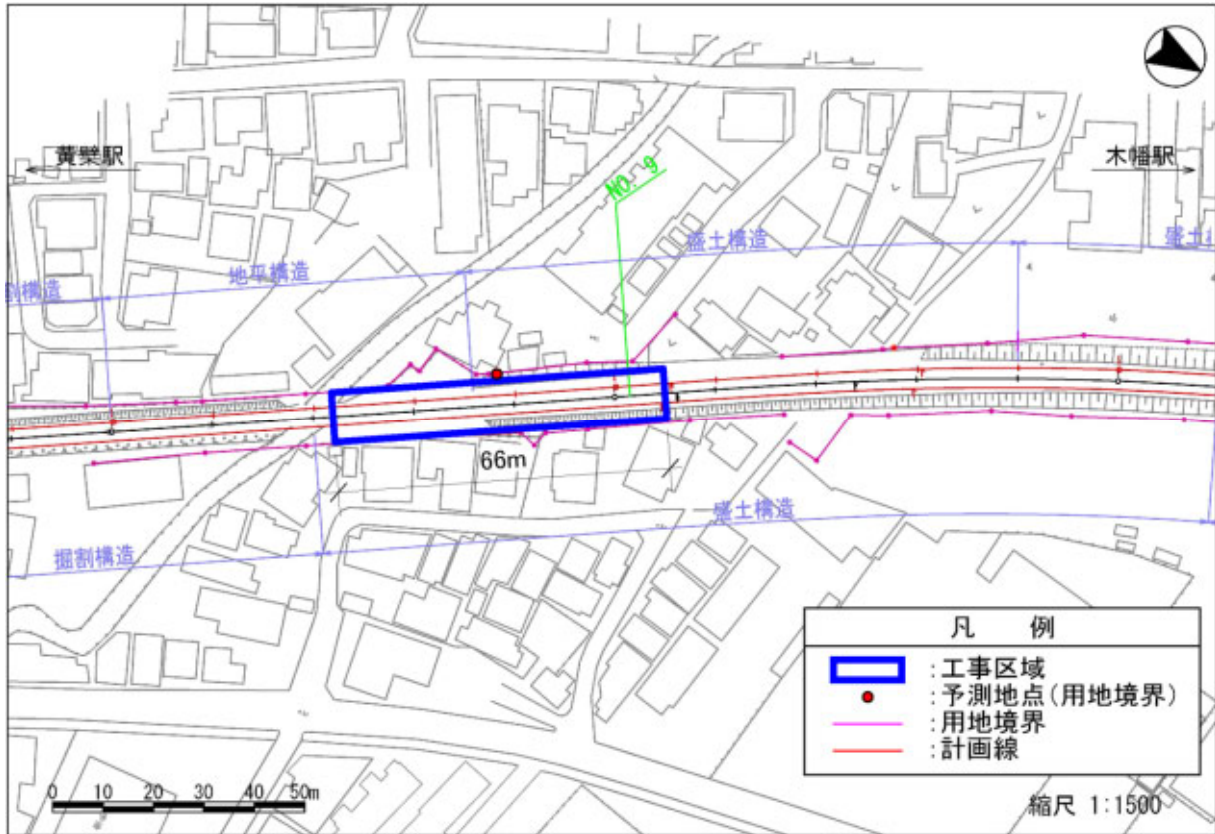 黄檗駅
木幡駅
NO. 9
盛土構造
盛土構
地平構造
割構造
66m
盛土構造
掘割構造
凡　例
:工事区域
:予測地点(用地境界)
:用地境界
:計画線
0 10 20 30 40 50m
縮尺 1:1500